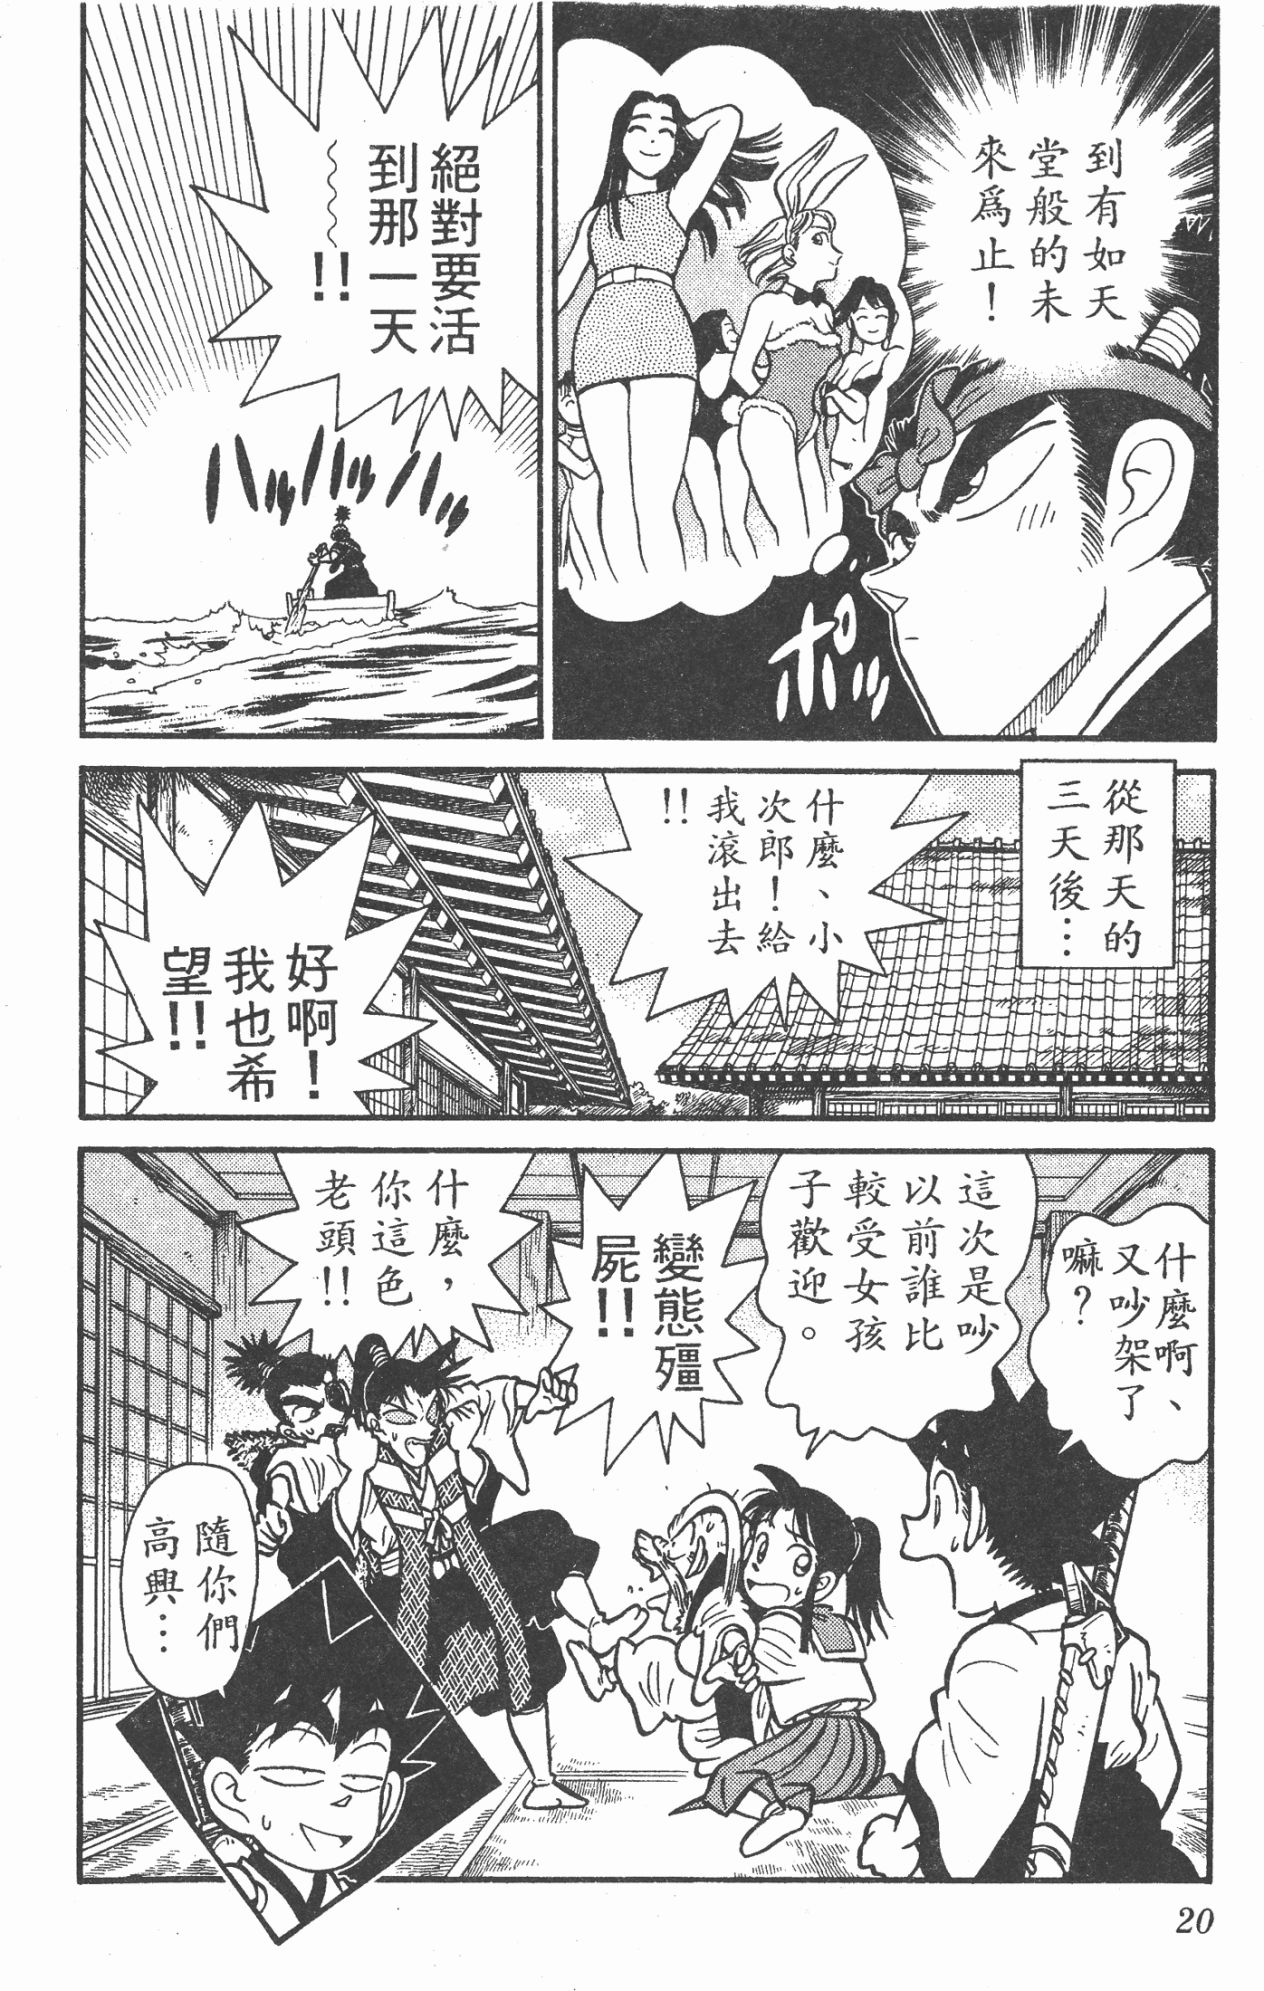 到有如天
堂般的未
來爲止！
ポッ
絕對要活
到那一天
～～～!!
ハッハッハッハ
從那天的
三天後…
什麼、小
次郎！給
我滾出去
!!
好啊！
我也希
望!!
什麼啊、
又吵架了
嘛？
這次是吵
以前誰比
較受女孩
子歡迎。
變態殭
屍!!
什麼，
你這色
老頭!!
隨你們
高興…
20